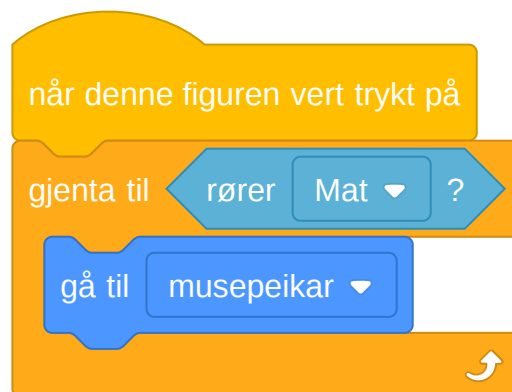 når denne figuren vert trykt på
gjenta til rører Mat ?
gå til musepeikar